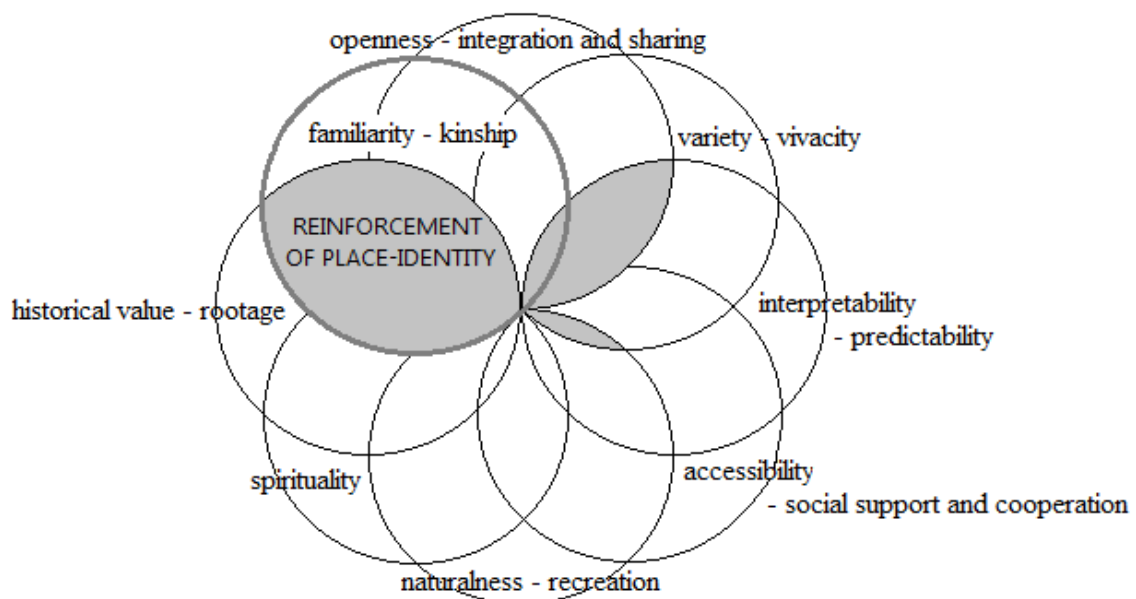 openness - integration and sharing
familiarity - kinship
variety - vivacity
REINFORCEMENT
OF PLACE-IDENTITY
historical value - rootage
interpretability
- predictability
spirituality
accessibility
- social support and cooperation
naturalness - recreation